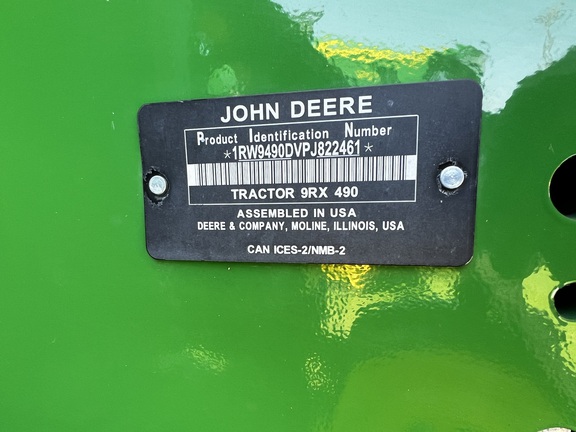 JOHN DEERE
Product Identification Number
*1RW9490DVPJ822461*
TRACTOR 9RX 490
ASSEMBLED IN USA
DEERE & COMPANY, MOLINE, ILLINOIS, USA
CAN ICES-2/NMB-2